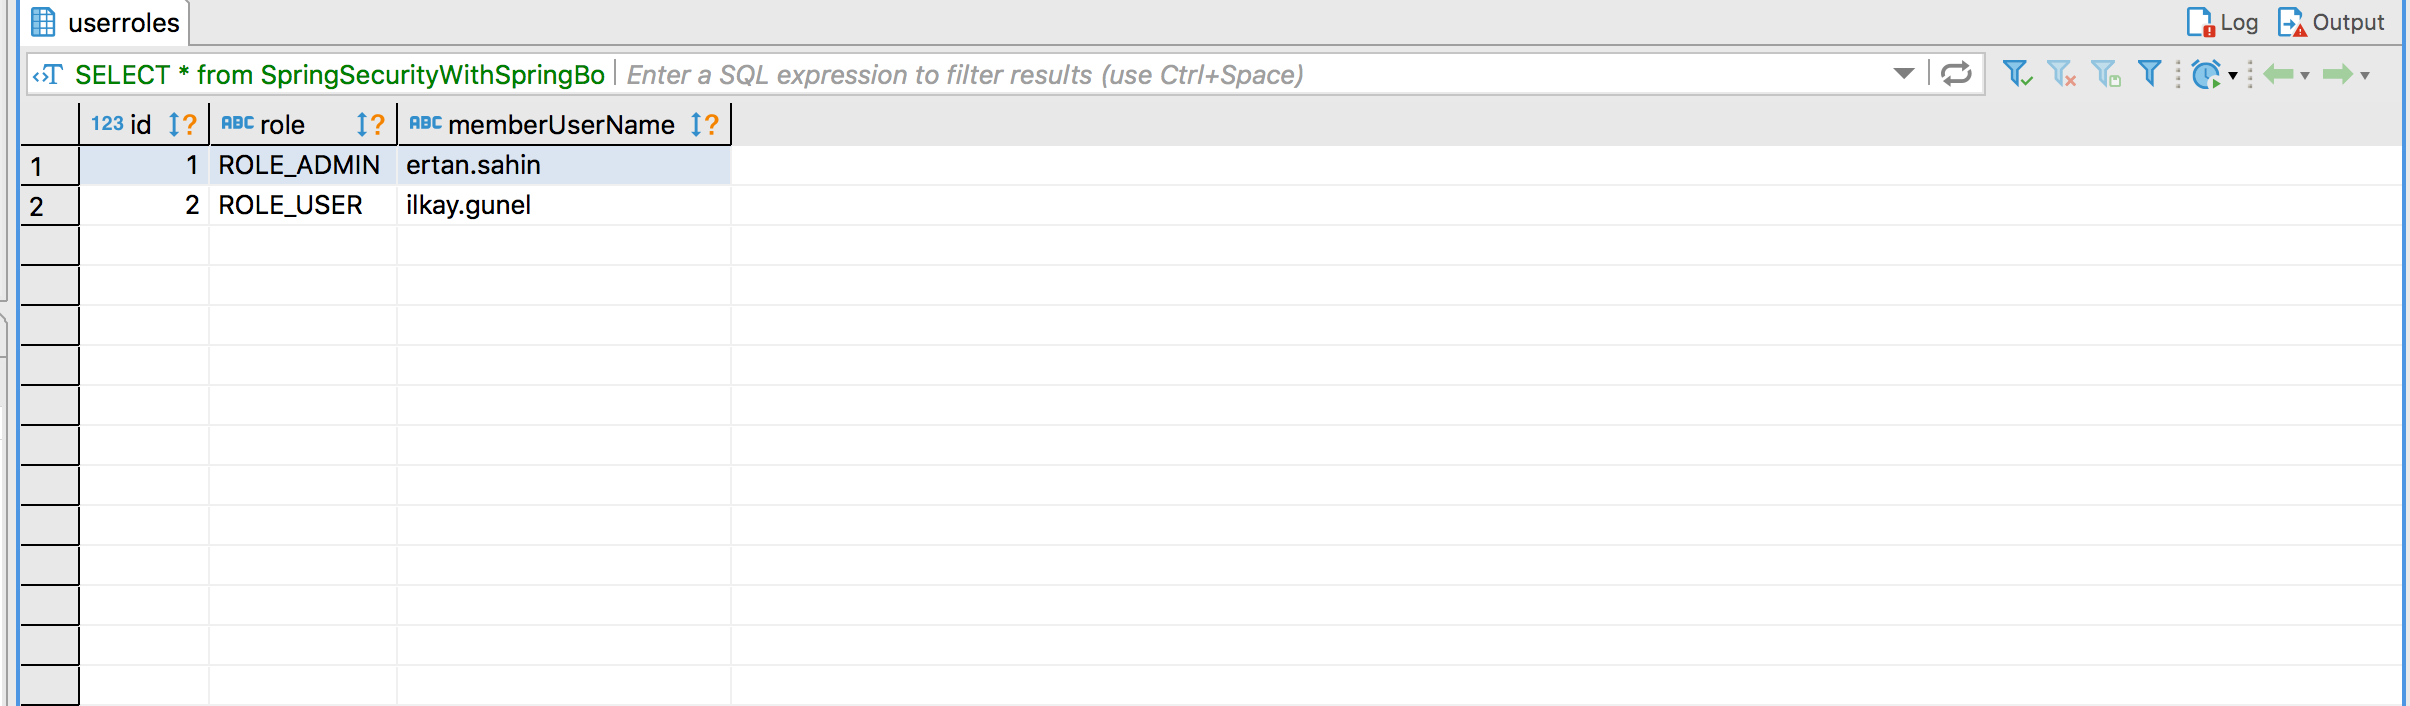 userroles Log Output
SELECT * from SpringSecurityWithSpringBo Enter a SQL expression to filter results (use Ctrl+Space)
123 id ? ABC role ? ABC memberUserName ?
1 1 ROLE_ADMIN ertan.sahin
2 2 ROLE_USER ilkay.gunel